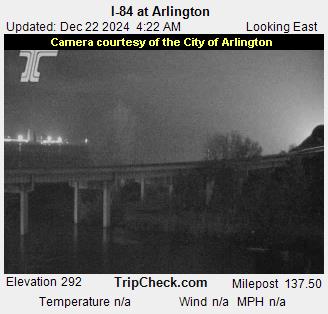 I-84 at Arlington
Updated: Dec 22 2024 4:22 AM Looking East
Camera courtesy of the City of Arlington
Elevation 292 TripCheck.com Milepost 137.50
Temperature n/a Wind n/a MPH n/a